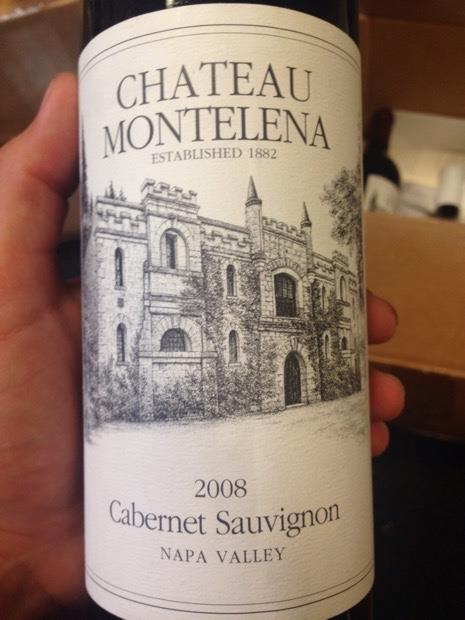 CHATEAU
MONTELENA
ESTABLISHED 1882
2008
Cabernet Sauvignon
NAPA VALLEY